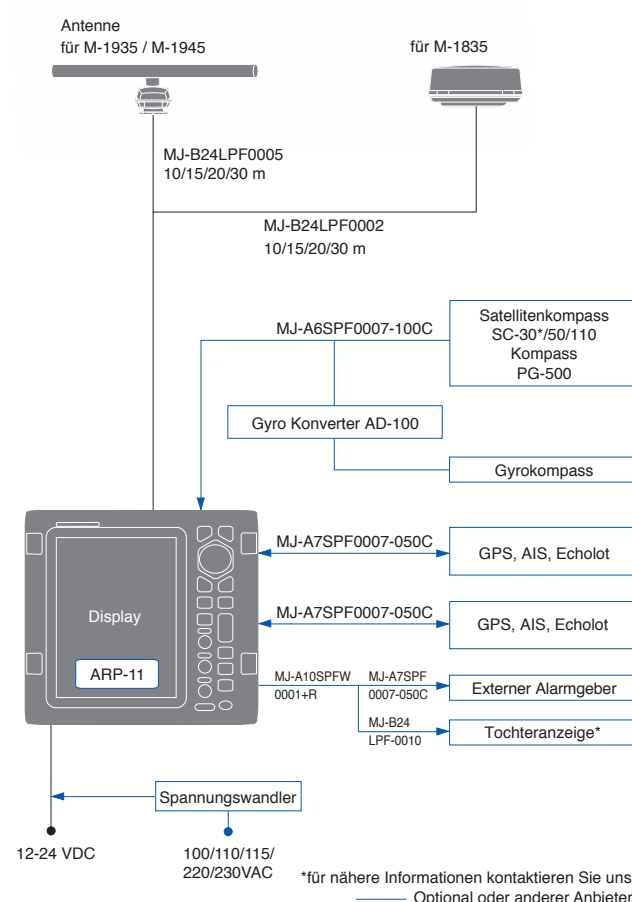 Antenne
für M-1935 / M-1945
für M-1835
MJ-B24LPF0005
10/15/20/30 m
MJ-B24LPF0002
10/15/20/30 m
MJ-A6SPF0007-100C
Satellitenkompass
SC-30*/50/110
Kompass
PG-500
Gyro Konverter AD-100
Gyrokompass
MJ-A7SPF0007-050C
GPS, AIS, Echolot
Display
MJ-A7SPF0007-050C
GPS, AIS, Echolot
ARP-11
MJ-A10SPFW
0001+R
MJ-A7SPF
0007-050C
Externer Alarmgeber
MJ-B24
LPF-0010
Tochteranzeige*
Spannungswandler
12-24 VDC
100/110/115/
220/230VAC
*für nähere Informationen kontaktieren Sie uns
Optional oder anderer Anbieter